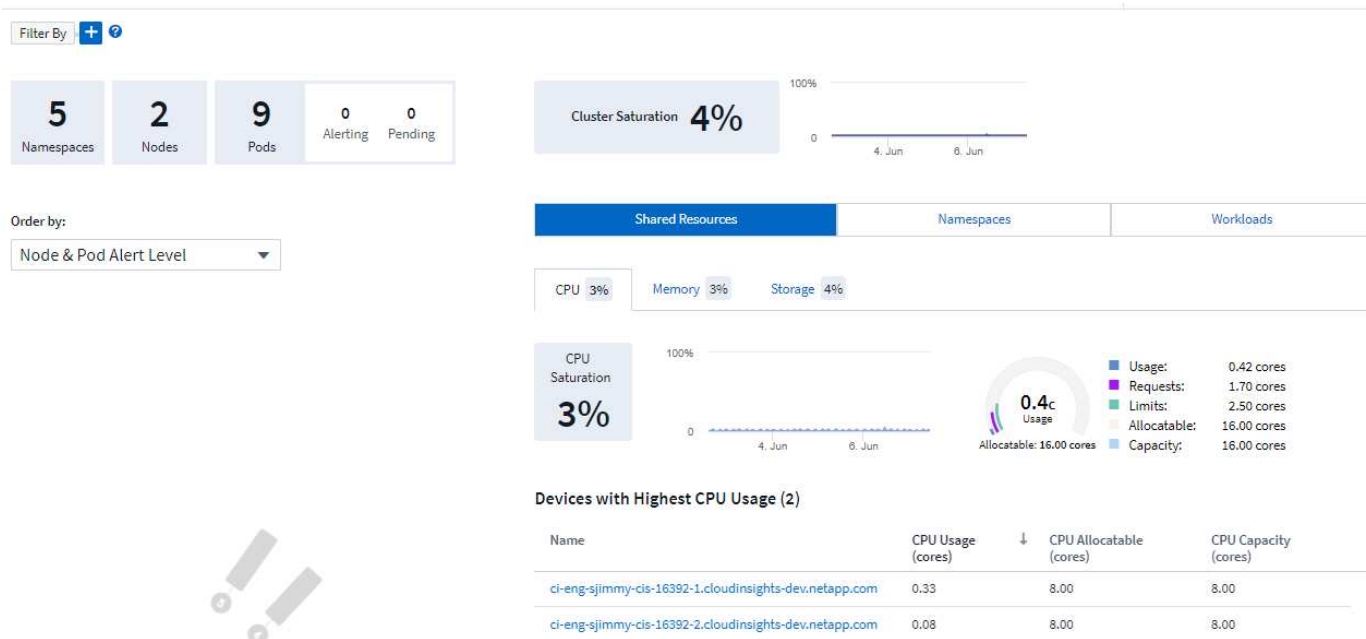 Filter By + ?
5
Namespaces
2
Nodes
9
Pods
0
Alerting
0
Pending
Cluster Saturation 4%
100%
0
4. Jun 6. Jun
Order by:
Node & Pod Alert Level
Shared Resources Namespaces Workloads
CPU 3% Memory 3% Storage 4%
CPU
Saturation
3%
100%
0
4. Jun 6. Jun
0.4c
Usage
Allocatable: 16.00 cores
Usage: 0.42 cores
Requests: 1.70 cores
Limits: 2.50 cores
Allocatable: 16.00 cores
Capacity: 16.00 cores
Devices with Highest CPU Usage (2)
Name CPU Usage (cores) ↓ CPU Allocatable (cores) CPU Capacity (cores)
ci-eng-sjimmy-cis-16392-1.cloudinsights-dev.netapp.com 0.33 8.00 8.00
ci-eng-sjimmy-cis-16392-2.cloudinsights-dev.netapp.com 0.08 8.00 8.00